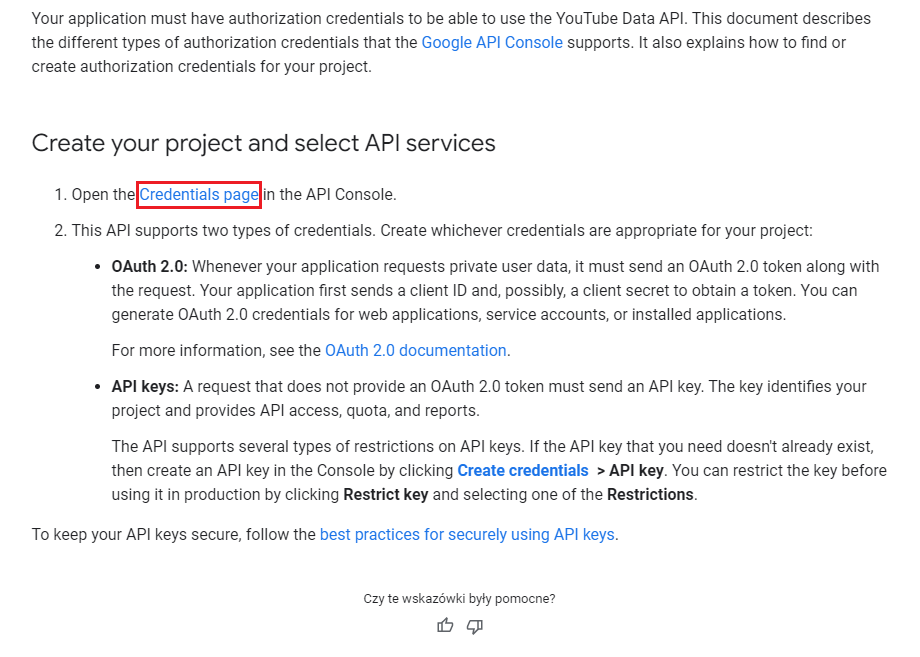 Your application must have authorization credentials to be able to use the YouTube Data API. This document describes
the different types of authorization credentials that the Google API Console supports. It also explains how to find or
create authorization credentials for your project.
Create your project and select API services
1. Open the Credentials page in the API Console.
2. This API supports two types of credentials. Create whichever credentials are appropriate for your project:
• OAuth 2.0: Whenever your application requests private user data, it must send an OAuth 2.0 token along with
the request. Your application first sends a client ID and, possibly, a client secret to obtain a token. You can
generate OAuth 2.0 credentials for web applications, service accounts, or installed applications.
For more information, see the OAuth 2.0 documentation.
• API keys: A request that does not provide an OAuth 2.0 token must send an API key. The key identifies your
project and provides API access, quota, and reports.
The API supports several types of restrictions on API keys. If the API key that you need doesn't already exist,
then create an API key in the Console by clicking Create credentials > API key. You can restrict the key before
using it in production by clicking Restrict key and selecting one of the Restrictions.
To keep your API keys secure, follow the best practices for securely using API keys.
Czy te wskazówki były pomocne?